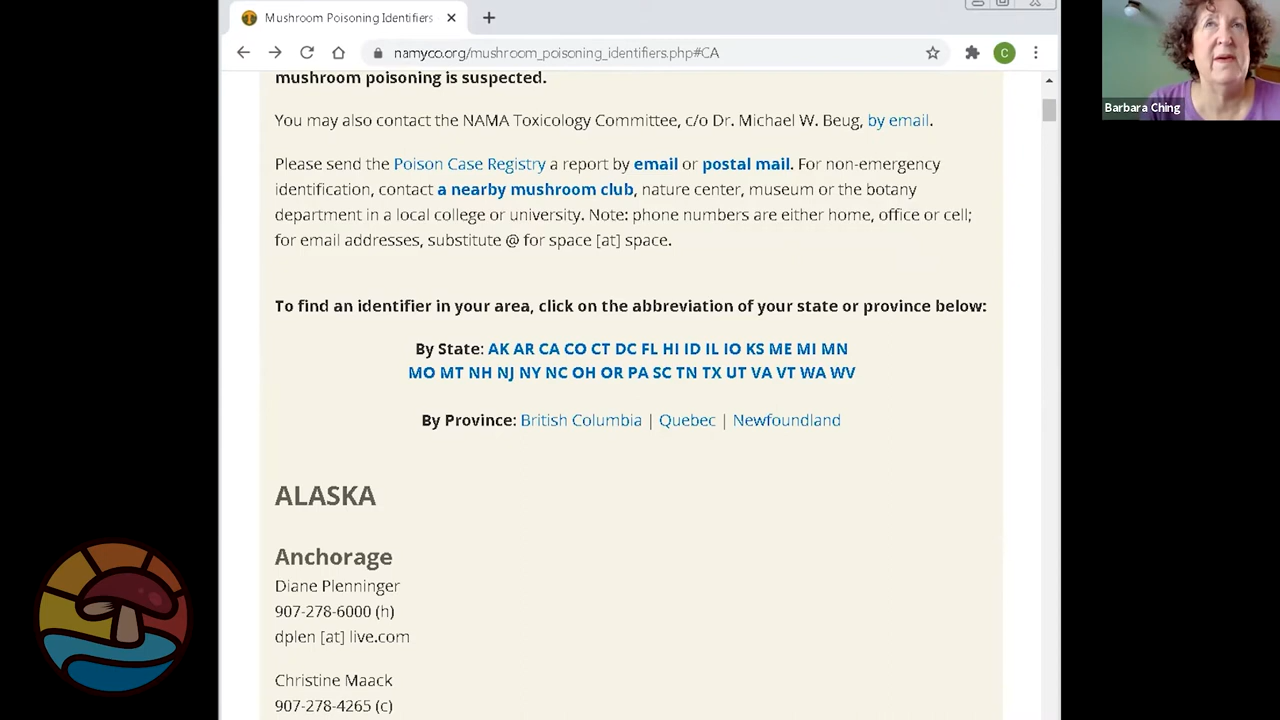 Mushroom Poisoning Identifiers
namyco.org/mushroom_poisoning_identifiers.php#CA
C
Barbara Ching
mushroom poisoning is suspected.
You may also contact the NAMA Toxicology Committee, c/o Dr. Michael W. Beug, by email.
Please send the Poison Case Registry a report by email or postal mail. For non-emergency
identification, contact a nearby mushroom club, nature center, museum or the botany
department in a local college or university. Note: phone numbers are either home, office or cell;
for email addresses, substitute @ for space [at] space.
To find an identifier in your area, click on the abbreviation of your state or province below:
By State: AK AR CA CO CT DC FL HI ID IL IO KS ME MI MN
MO MT NH NJ NY NC OH OR PA SC TN TX UT VA VT WA WV
By Province: British Columbia | Quebec | Newfoundland
ALASKA
Anchorage
Diane Plenninger
907-278-6000 (h)
dplen [at] live.com
Christine Maack
907-278-4265 (c)